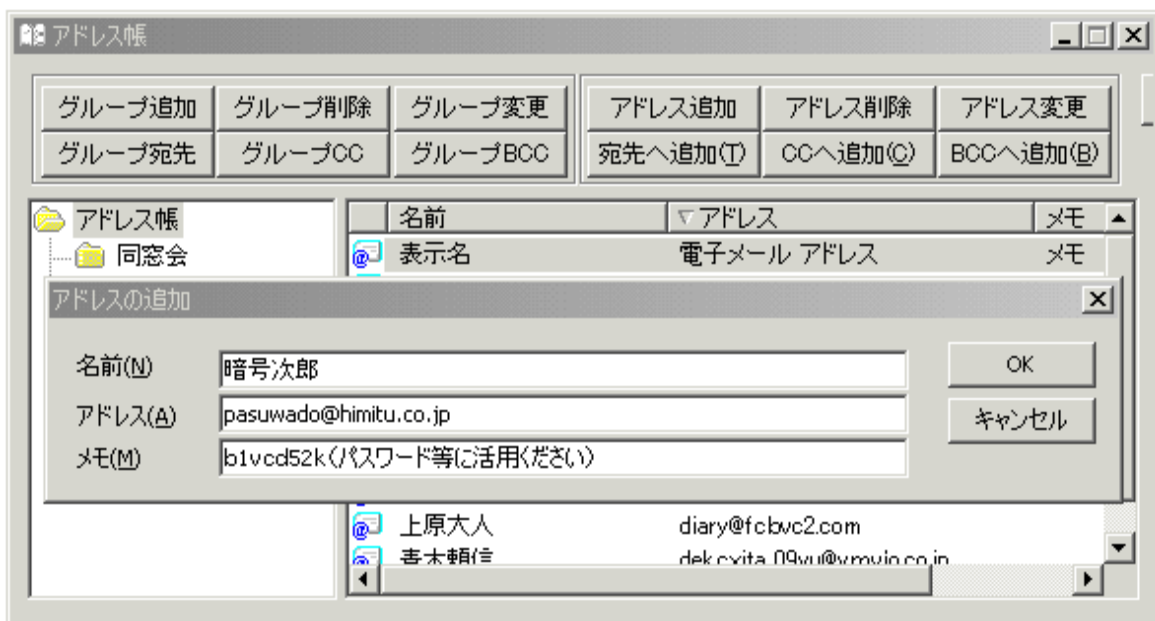 アドレス帳
グループ追加 グループ削除 グループ変更 アドレス追加 アドレス削除 アドレス変更
グループ宛先 グループCC グループBCC 宛先へ追加(T) CCへ追加(C) BCCへ追加(B)
アドレス帳 名前 アドレス メモ
同窓会 表示名 電子メール アドレス メモ
アドレスの追加
名前(N) 暗号次郎 OK
アドレス(A) pasuwado@himitu.co.jp キャンセル
メモ(M) b1vcd52k(パスワード等に活用ください)
上原大人 diary@fcbvc2.com
青木頼信